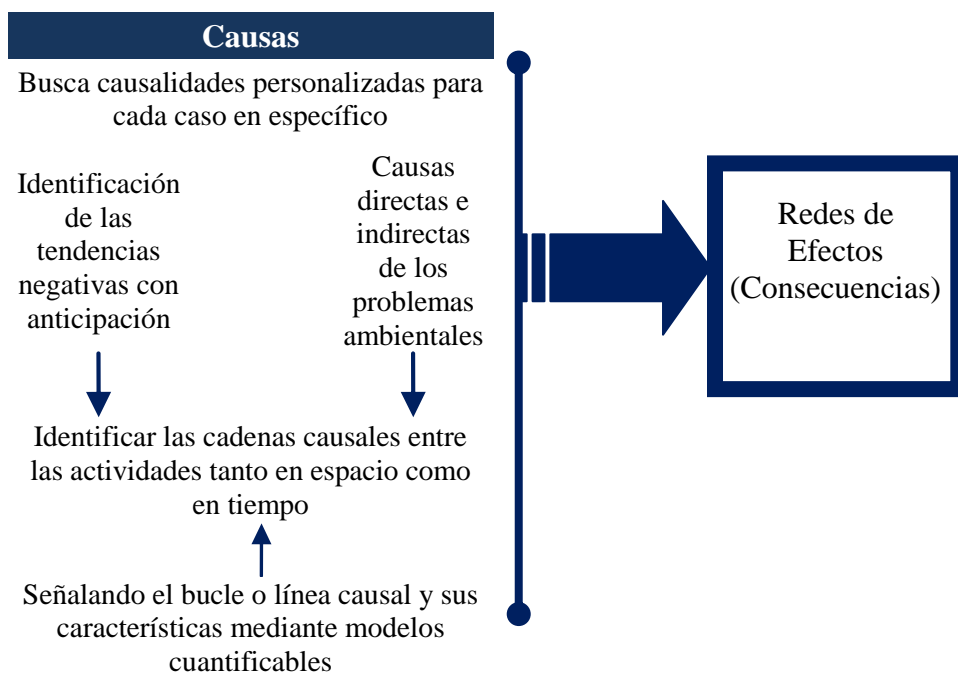 Causas
Busca causalidades personalizadas para
cada caso en específico
Identificación
de las
tendencias
negativas con
anticipación
Causas
directas e
indirectas
de los
problemas
ambientales
Identificar las cadenas causales entre
las actividades tanto en espacio como
en tiempo
Señalando el bucle o línea causal y sus
características mediante modelos
cuantificables
Redes de
Efectos
(Consecuencias)